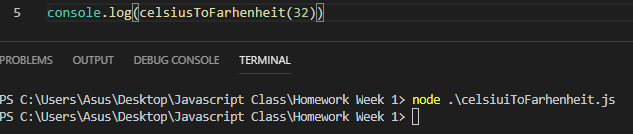 5 console.log(celsiusToFarhenheit(32))
PROBLEMS OUTPUT DEBUG CONSOLE TERMINAL
PS C:\Users\Asus\Desktop\Javascript Class\Homework Week 1> node .\celsiuiToFarhenheit.js
PS C:\Users\Asus\Desktop\Javascript Class\Homework Week 1>